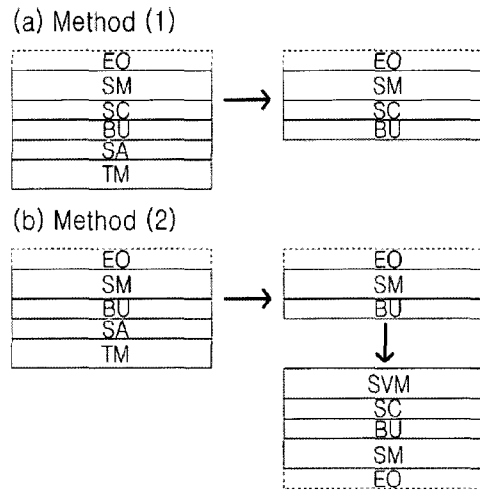 (a) Method (1)
EO
SM
SC
BU
SA
TM
EO
SM
SC
BU
(b) Method (2)
EO
SM
BU
SA
TM
EO
SM
BU
SVM
SC
BU
SM
EO